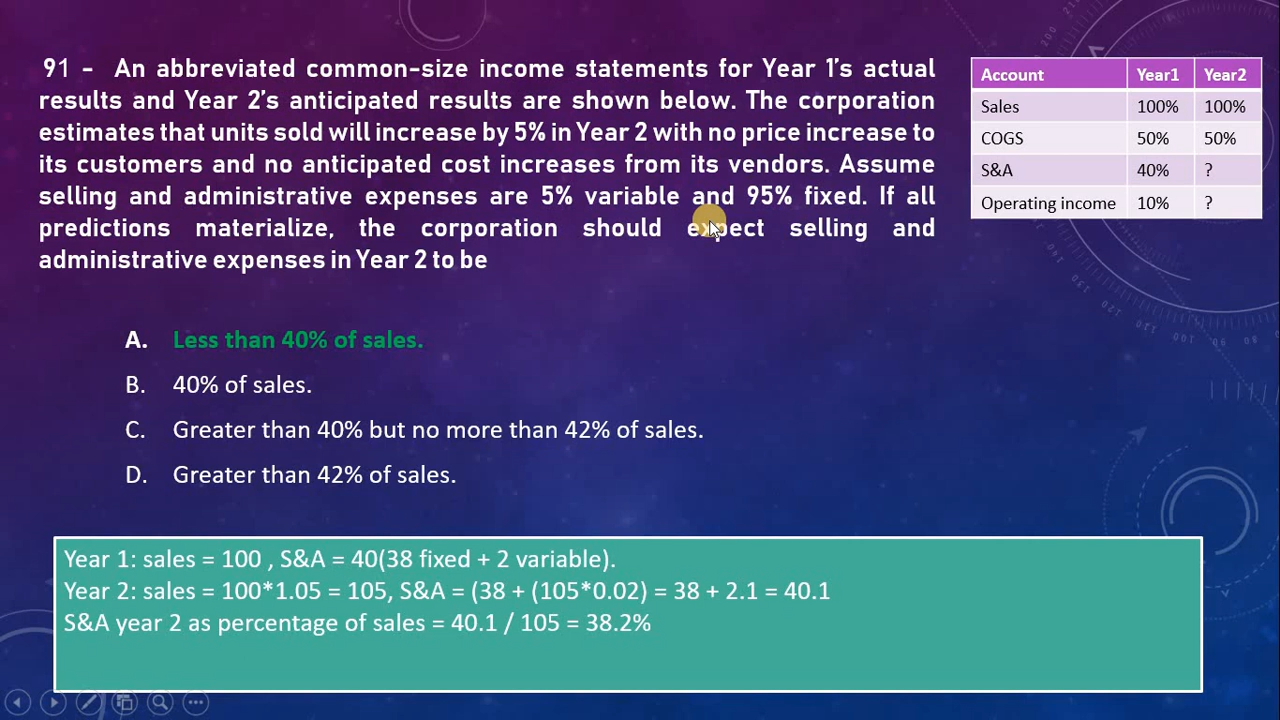 91 - An abbreviated common-size income statements for Year 1's actual
results and Year 2's anticipated results are shown below. The corporation
estimates that units sold will increase by 5% in Year 2 with no price increase to
its customers and no anticipated cost increases from its vendors. Assume
selling and administrative expenses are 5% variable and 95% fixed. If all
predictions materialize, the corporation should expect selling and
administrative expenses in Year 2 to be
Account Year1 Year2
Sales 100% 100%
COGS 50% 50%
S&A 40% ?
Operating income 10% ?
A. Less than 40% of sales.
B. 40% of sales.
C. Greater than 40% but no more than 42% of sales.
D. Greater than 42% of sales.
Year 1: sales = 100 , S&A = 40(38 fixed + 2 variable).
Year 2: sales = 100*1.05 = 105, S&A = (38 + (105*0.02) = 38 + 2.1 = 40.1
S&A year 2 as percentage of sales = 40.1 / 105 = 38.2%